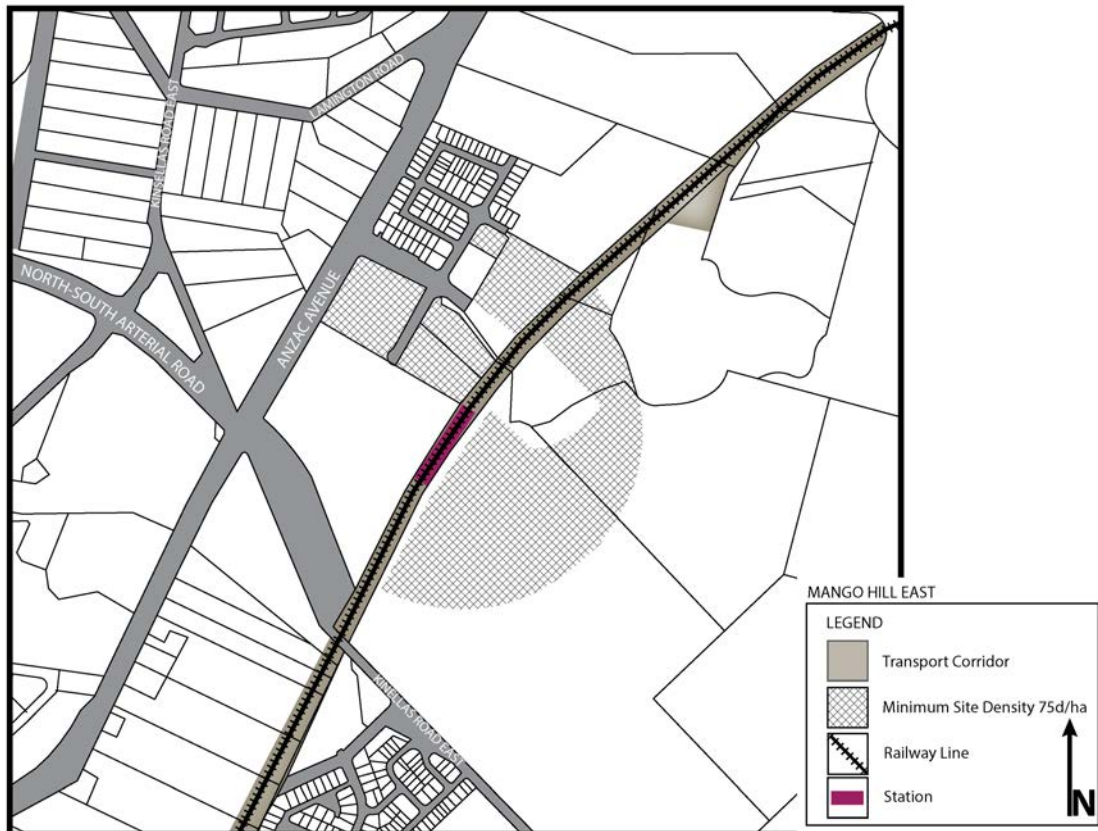 LAMINGTON ROAD
KINSELLAS ROAD EAST
NORTH-SOUTH ARTERIAL ROAD
ANZAC AVENUE
KINELLAS ROAD EAST
MANGO HILL EAST
LEGEND
Transport Corridor
Minimum Site Density 75d/ha
Railway Line
Station
N